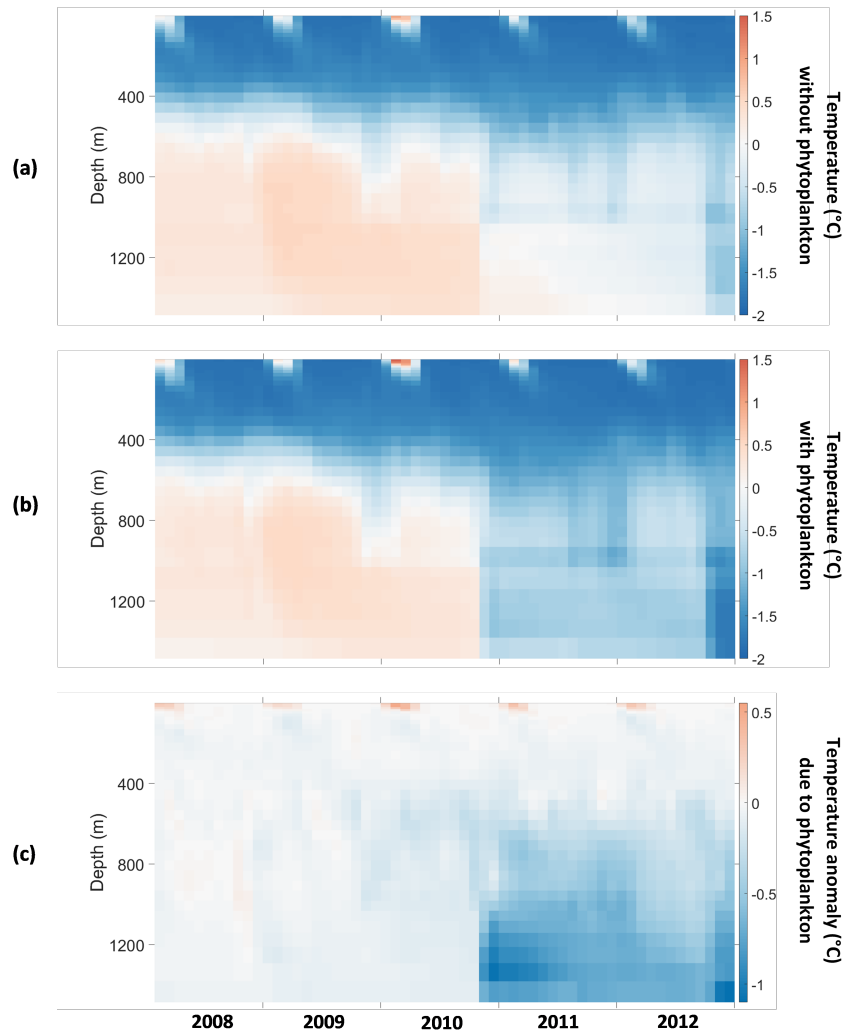 (a)
Depth (m)
400
800
1200
1.5
1
0.5
0
-0.5
-1
-1.5
-2
Temperature (°C)
without phytoplankton
(b)
Depth (m)
400
800
1200
1.5
1
0.5
0
-0.5
-1
-1.5
-2
Temperature (°C)
with phytoplankton
(c)
Depth (m)
400
800
1200
0.5
0
-0.5
-1
Temperature anomaly (°C)
due to phytoplankton
2008
2009
2010
2011
2012